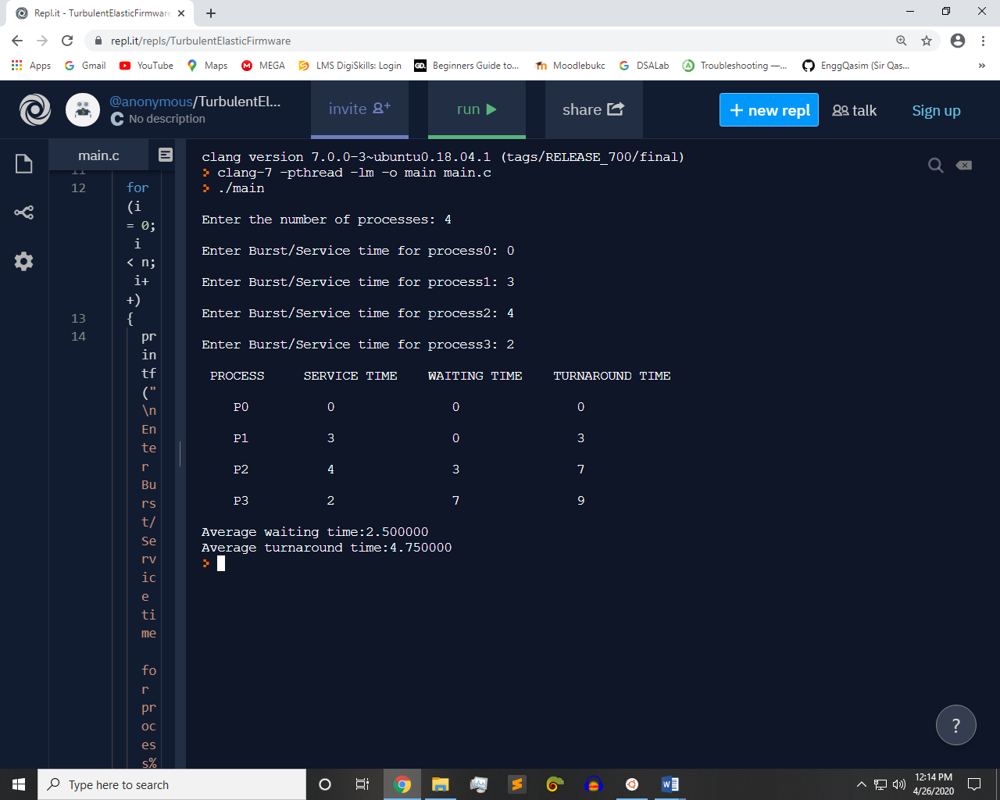 Repl.it - TurbulentElasticFirmware
repl.it/repls/TurbulentElasticFirmware
Apps Gmail YouTube Maps MEGA LMS DigiSkills: Login Beginners Guide to... Moodlebukc DSALab Troubleshooting —... EnggQasim (Sir Qas... »
@anonymous/TurbulentEl...
No description
invite
run
share
+ new repl
talk
Sign up
main.c
11
12 for
(i
= 0;
i
< n;
i+
+)
13 {
14 pr
in
tf
("
\n
En
te
r
Bu
rs
t/
Se
rv
ic
e
ti
me
fo
r
pr
oc
es
s%
clang version 7.0.0-3~ubuntu0.18.04.1 (tags/RELEASE_700/final)
> clang-7 -pthread -lm -o main main.c
> ./main
Enter the number of processes: 4
Enter Burst/Service time for process0: 0
Enter Burst/Service time for process1: 3
Enter Burst/Service time for process2: 4
Enter Burst/Service time for process3: 2
PROCESS SERVICE TIME WAITING TIME TURNAROUND TIME
P0 0 0 0
P1 3 0 3
P2 4 3 7
P3 2 7 9
Average waiting time:2.500000
Average turnaround time:4.750000
>
?
Type here to search
12:14 PM
4/26/2020